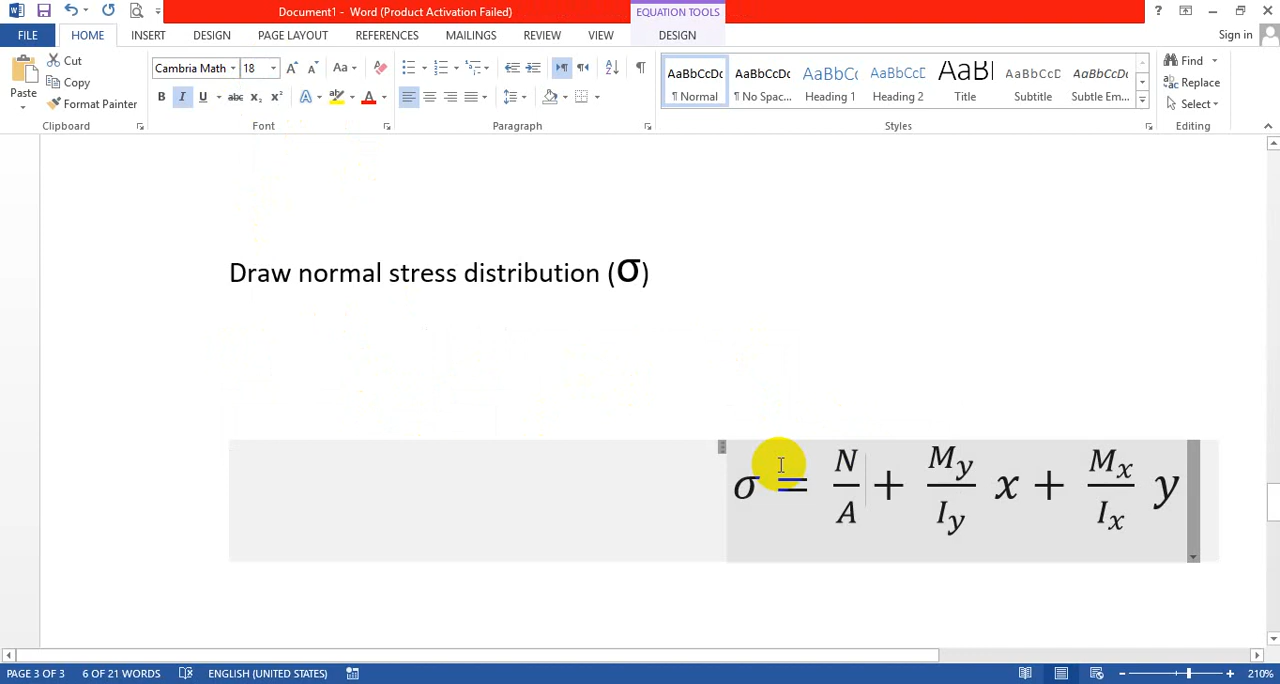 Document1 - Word (Product Activation Failed)
EQUATION TOOLS
?
FILE HOME INSERT DESIGN PAGE LAYOUT REFERENCES MAILINGS REVIEW VIEW DESIGN Sign in
Paste
Cut
Copy
Format Painter
Clipboard
Cambria Math 18
Font
Paragraph
AaBbCcDc AaBbCcDc AaBbCc AaBbCcD AaBl AaBbCcD AaBbCcDc
¶ Normal ¶ No Spac... Heading 1 Heading 2 Title Subtitle Subtle Em...
Styles
Find
Replace
Select
Editing
Draw normal stress distribution (σ)
σ = N/A + M_y/I_y x + M_x/I_x y
PAGE 3 OF 3 6 OF 21 WORDS ENGLISH (UNITED STATES) 210%